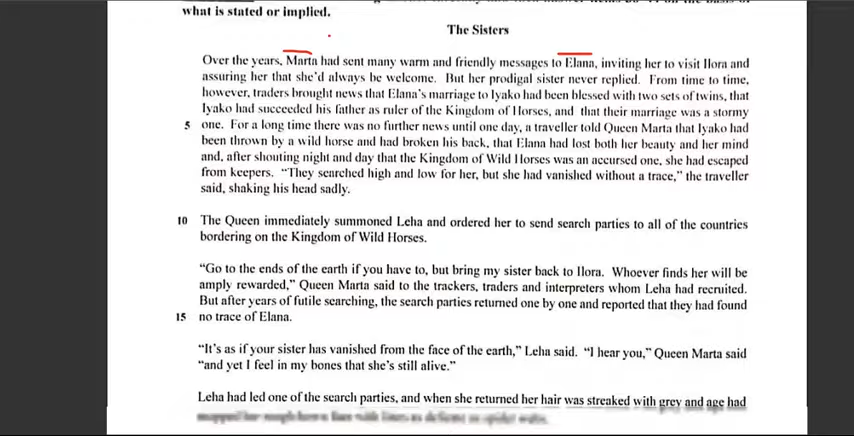 what is stated or implied.
The Sisters
Over the years, Marta had sent many warm and friendly messages to Elana, inviting her to visit Ilora and
assuring her that she'd always be welcome. But her prodigal sister never replied. From time to time,
however, traders brought news that Elana's marriage to Iyako had been blessed with two sets of twins, that
Iyako had succeeded his father as ruler of the Kingdom of Horses, and that their marriage was a stormy
5 one. For a long time there was no further news until one day, a traveller told Queen Marta that Iyako had
been thrown by a wild horse and had broken his back, that Elana had lost both her beauty and her mind
and, after shouting night and day that the Kingdom of Wild Horses was an accursed one, she had escaped
from keepers. "They searched high and low for her, but she had vanished without a trace," the traveller
said, shaking his head sadly.
10 The Queen immediately summoned Leha and ordered her to send search parties to all of the countries
bordering on the Kingdom of Wild Horses.
"Go to the ends of the earth if you have to, but bring my sister back to Ilora. Whoever finds her will be
amply rewarded," Queen Marta said to the trackers, traders and interpreters whom Leha had recruited.
But after years of futile searching, the search parties returned one by one and reported that they had found
15 no trace of Elana.
"It's as if your sister has vanished from the face of the earth," Leha said. "I hear you," Queen Marta said
"and yet I feel in my bones that she's still alive."
Leha had led one of the search parties, and when she returned her hair was streaked with grey and age had